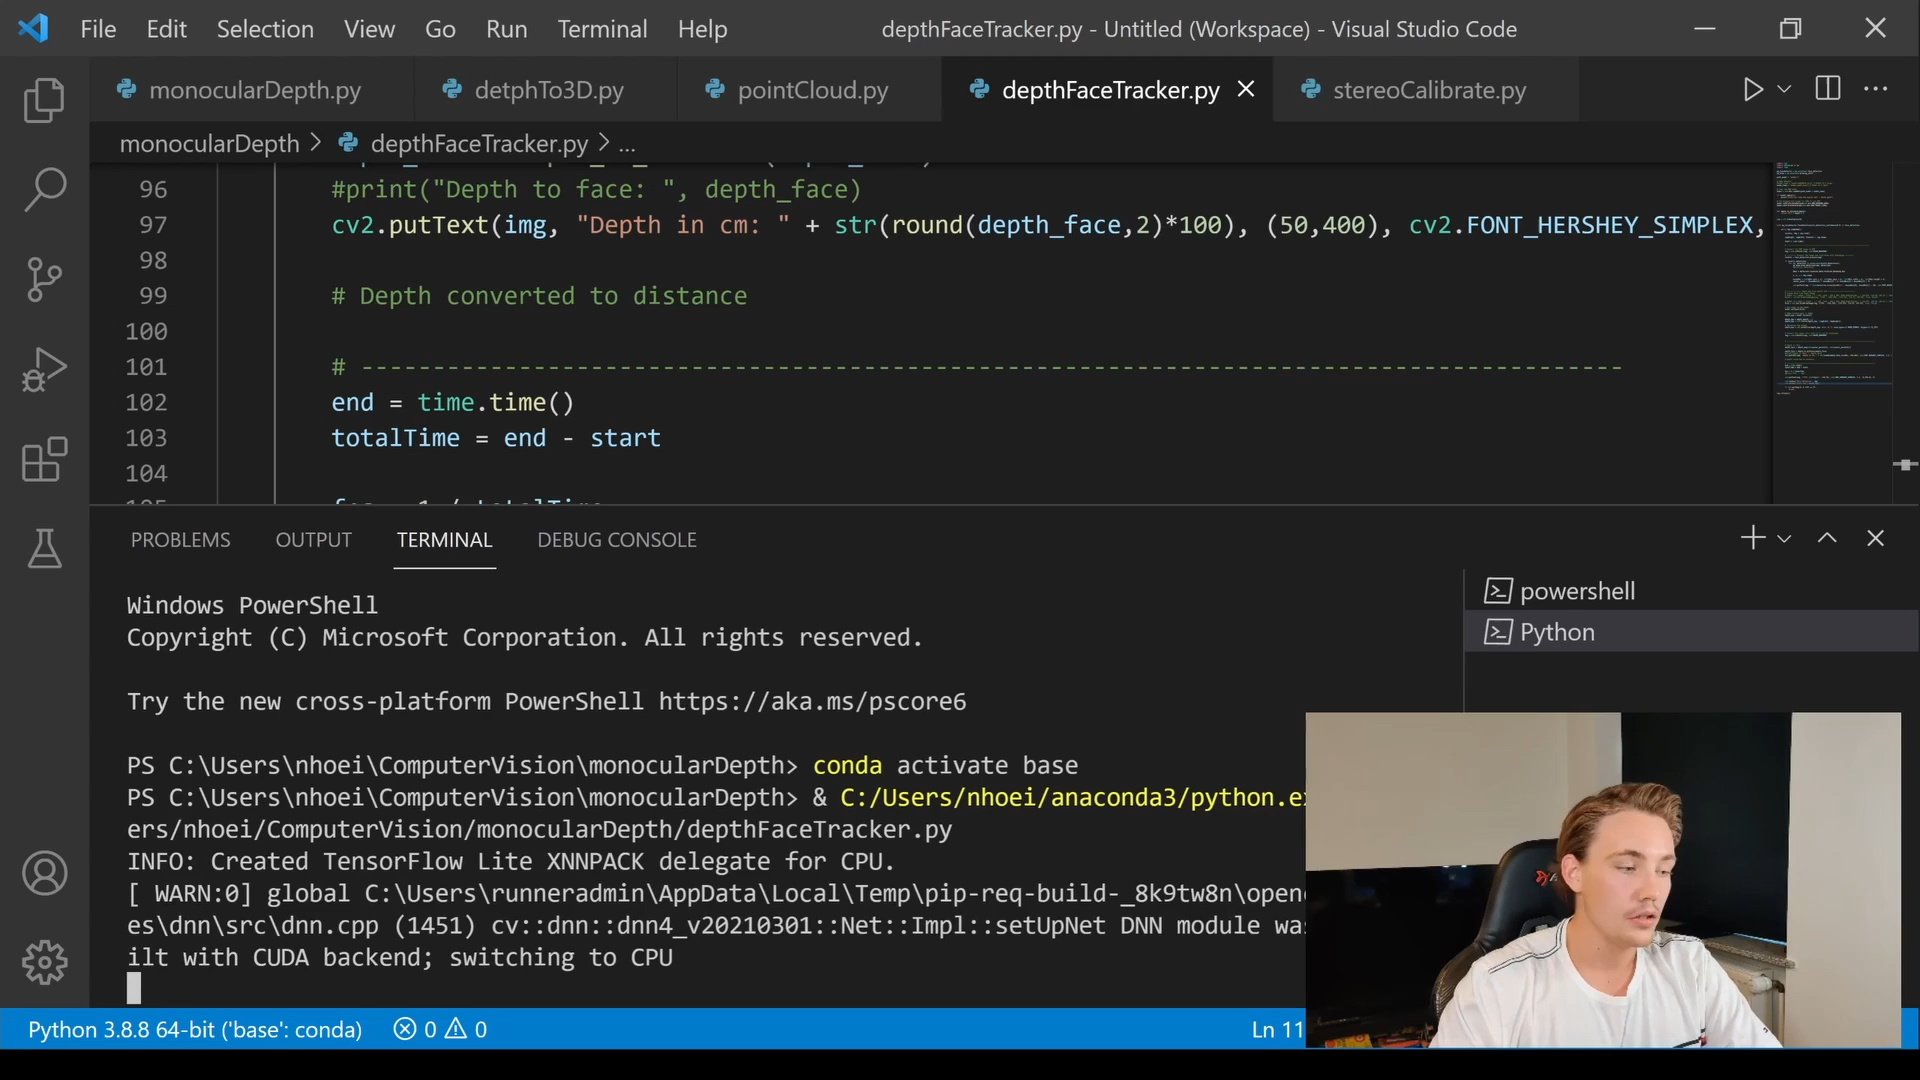 File Edit Selection View Go Run Terminal Help depthFaceTracker.py - Untitled (Workspace) - Visual Studio Code
monocularDepth.py detphTo3D.py pointCloud.py depthFaceTracker.py stereoCalibrate.py
monocularDepth > depthFaceTracker.py > ...
96 #print("Depth to face: ", depth_face)
97 cv2.putText(img, "Depth in cm: " + str(round(depth_face,2)*100), (50,400), cv2.FONT_HERSHEY_SIMPLEX,
98
99 # Depth converted to distance
100
101 # ----------------------------------------------------------------------------------------
102 end = time.time()
103 totalTime = end - start
104
105 fps = 1 / totalTime
PROBLEMS OUTPUT TERMINAL DEBUG CONSOLE
powershell
Python
Windows PowerShell
Copyright (C) Microsoft Corporation. All rights reserved.
Try the new cross-platform PowerShell https://aka.ms/pscore6
PS C:\Users\nhoei\ComputerVision\monocularDepth> conda activate base
PS C:\Users\nhoei\ComputerVision\monocularDepth> & C:/Users/nhoei/anaconda3/python.ex
ers/nhoei/ComputerVision/monocularDepth/depthFaceTracker.py
INFO: Created TensorFlow Lite XNNPACK delegate for CPU.
[ WARN:0] global C:\Users\runneradmin\AppData\Local\Temp\pip-req-build-_8k9tw8n\openc
es\dnn\src\dnn.cpp (1451) cv::dnn::dnn4_v20210301::Net::Impl::setUpNet DNN module was
ilt with CUDA backend; switching to CPU
Python 3.8.8 64-bit ('base': conda) 0 0 Ln 11